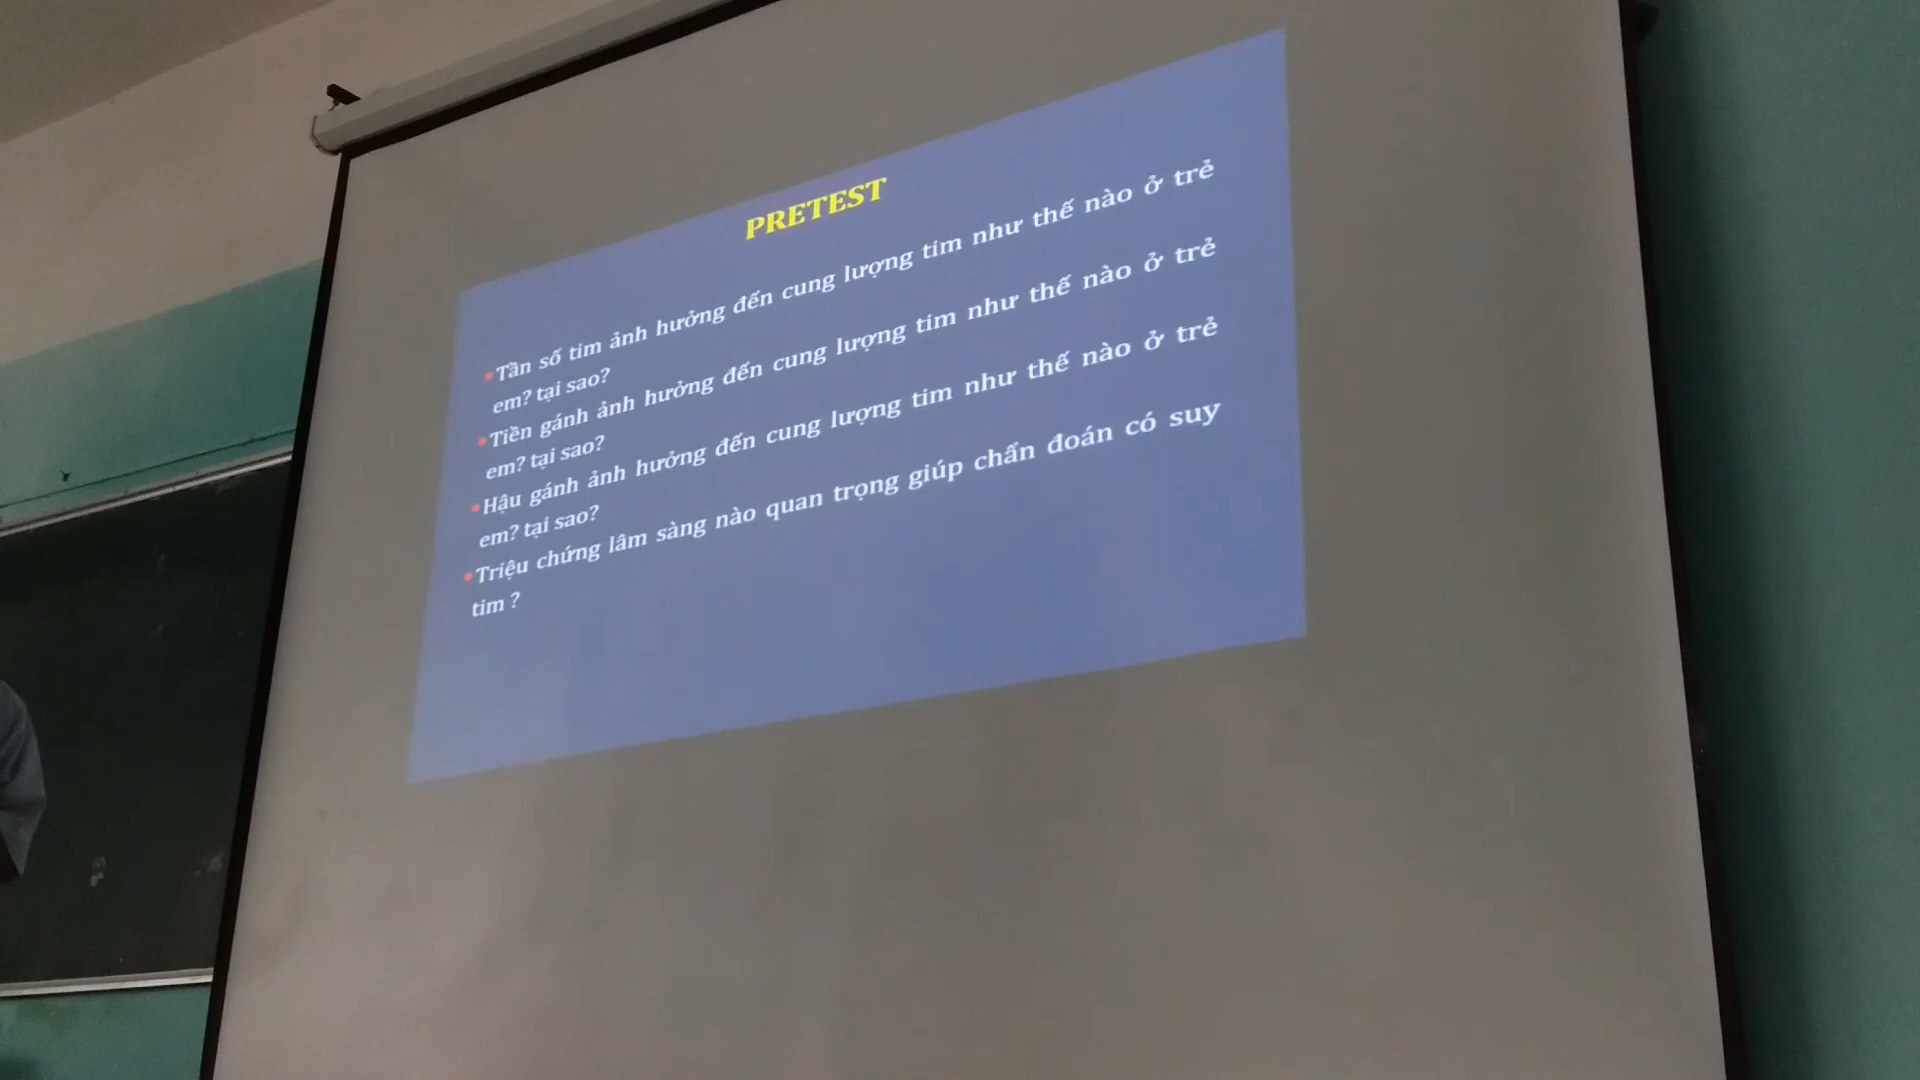 PRETEST
•Tần số tim ảnh hưởng đến cung lượng tim như thế nào ở trẻ
em? tại sao?
•Tiền gánh ảnh hưởng đến cung lượng tim như thế nào ở trẻ
em? tại sao?
•Hậu gánh ảnh hưởng đến cung lượng tim như thế nào ở trẻ
em? tại sao?
•Triệu chứng lâm sàng nào quan trọng giúp chẩn đoán có suy
tim ?